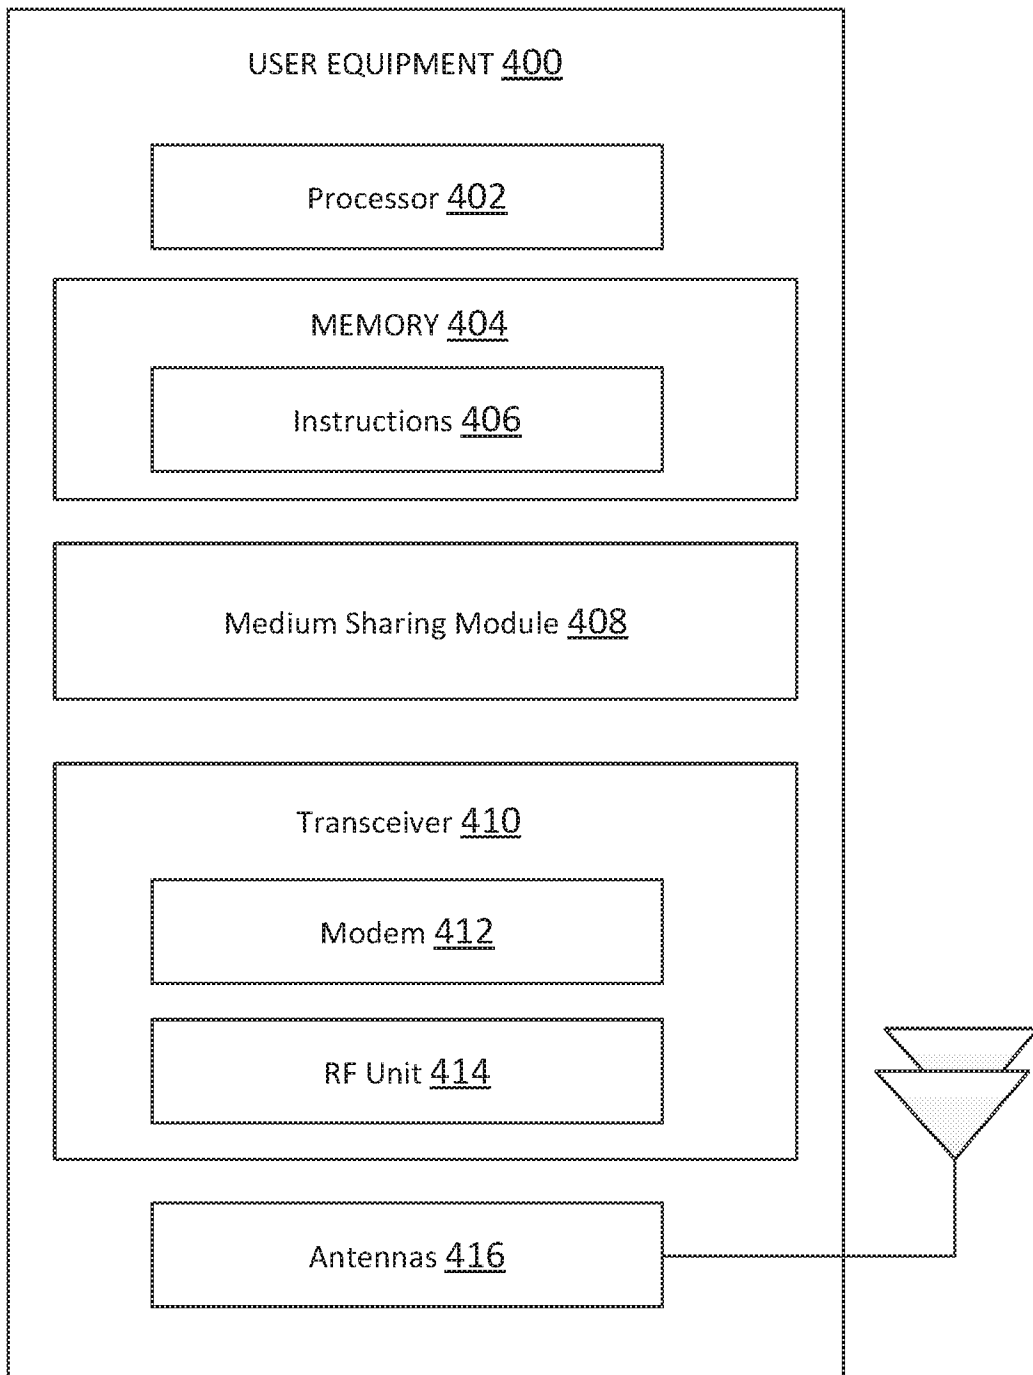 USER EQUIPMENT 400
Processor 402
MEMORY 404
Instructions 406
Medium Sharing Module 408
Transceiver 410
Modem 412
RF Unit 414
Antennas 416